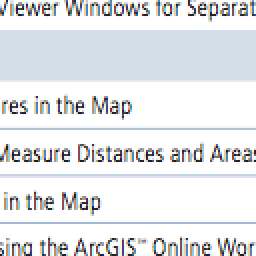 Viewer Windows for Separat
res in the Map
Measure Distances and Areas
in the Map
sing the ArcGIS™ Online Wor